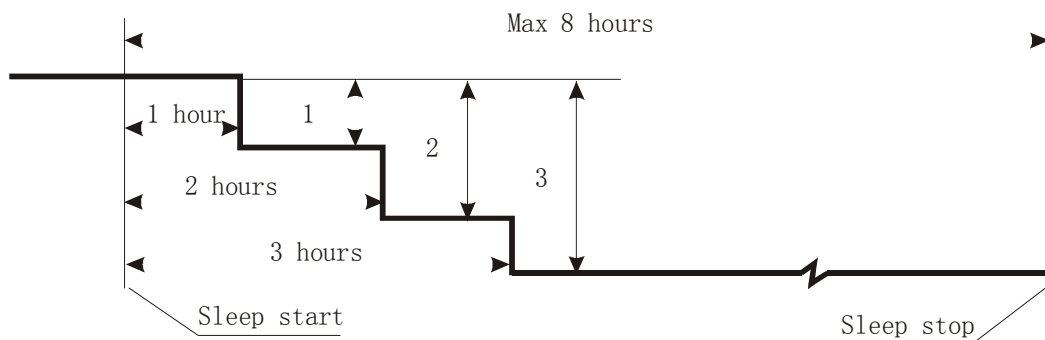 Max 8 hours
1 hour
1
2
2 hours
3
3 hours
Sleep start
Sleep stop